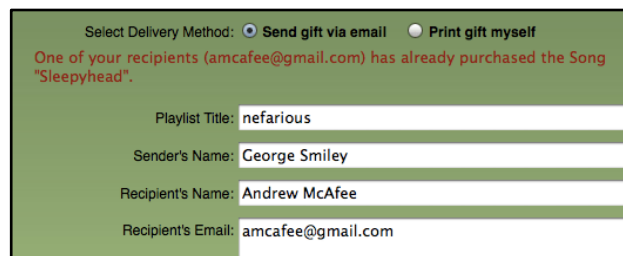 Select Delivery Method: Send gift via email Print gift myself
One of your recipients (amcafee@gmail.com) has already purchased the Song
"Sleepyhead".
Playlist Title: nefarious
Sender's Name: George Smiley
Recipient's Name: Andrew McAfee
Recipient's Email: amcafee@gmail.com